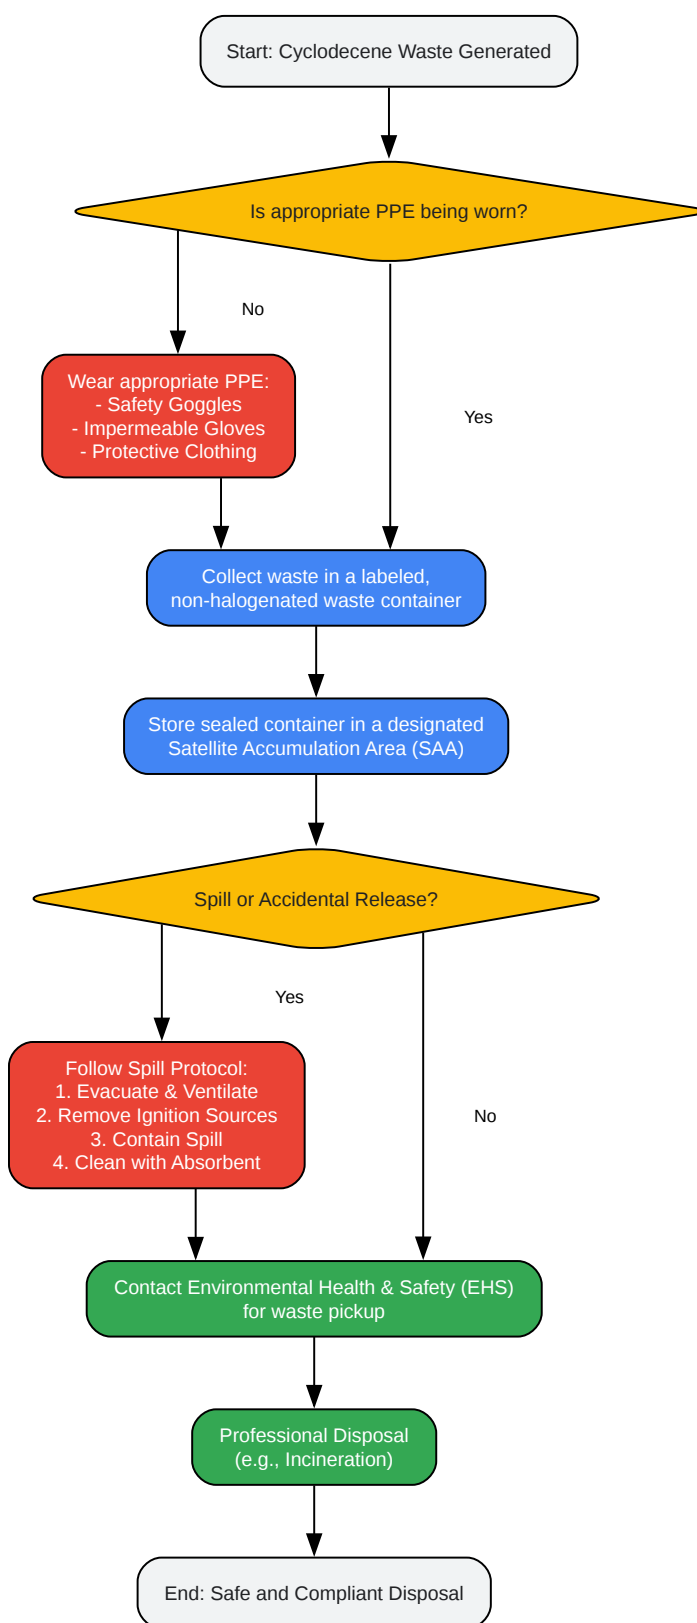 Start: Cyclodecene Waste Generated
Is appropriate PPE being worn?
No
Wear appropriate PPE:
- Safety Goggles
- Impermeable Gloves
- Protective Clothing
Yes
Collect waste in a labeled,
non-halogenated waste container
Store sealed container in a designated
Satellite Accumulation Area (SAA)
Spill or Accidental Release?
Yes
Follow Spill Protocol:
1. Evacuate & Ventilate
2. Remove Ignition Sources
3. Contain Spill
4. Clean with Absorbent
No
Contact Environmental Health & Safety (EHS)
for waste pickup
Professional Disposal
(e.g., Incineration)
End: Safe and Compliant Disposal